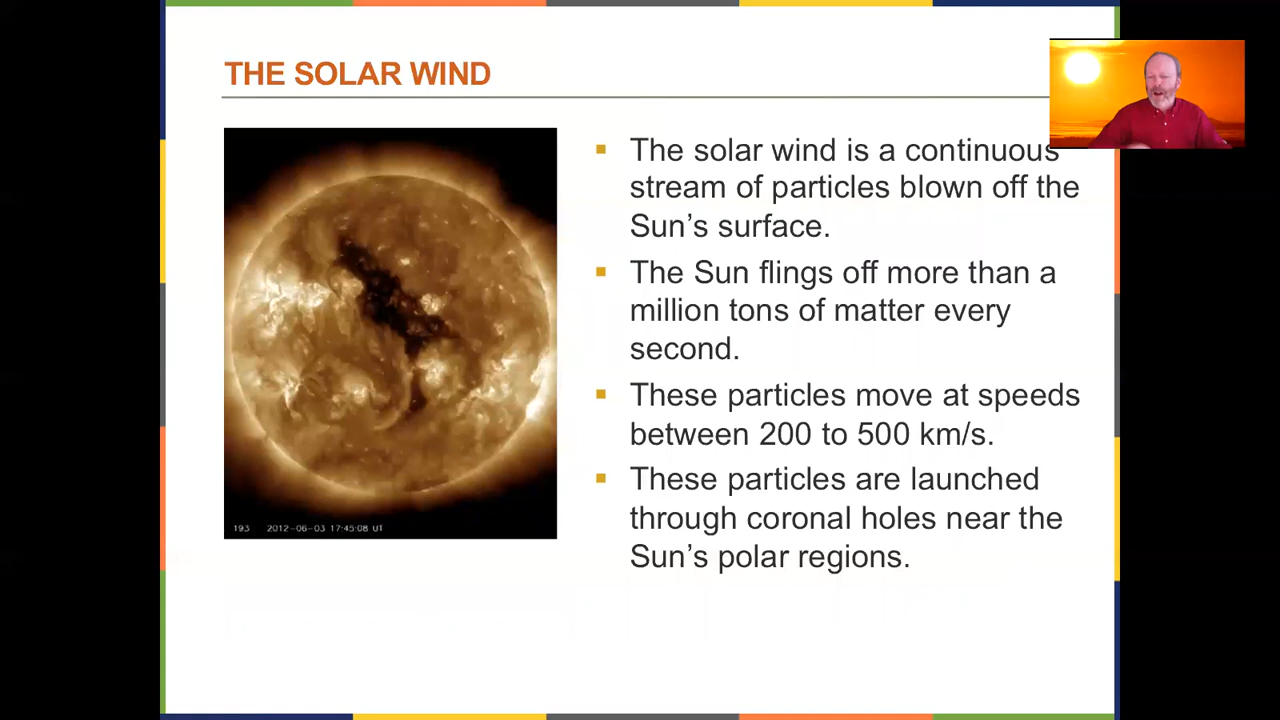 THE SOLAR WIND
▪ The solar wind is a continuous
stream of particles blown off the
Sun’s surface.
▪ The Sun flings off more than a
million tons of matter every
second.
▪ These particles move at speeds
between 200 to 500 km/s.
▪ These particles are launched
through coronal holes near the
Sun’s polar regions.
193 2012-06-03 17:45:08 UT